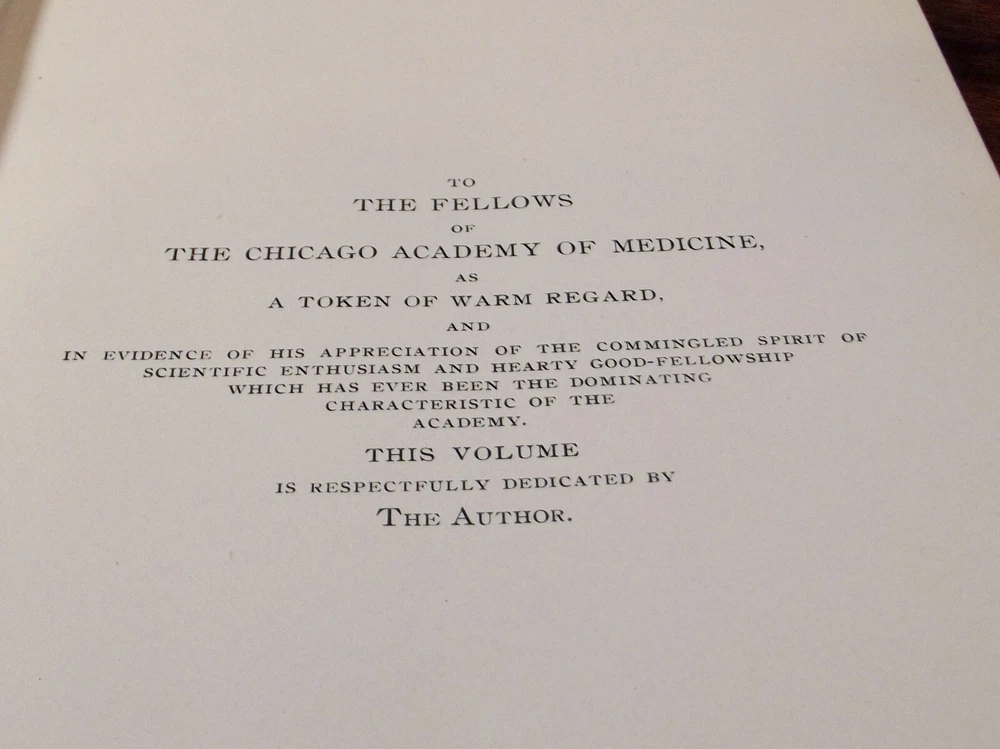 TO
THE FELLOWS
OF
THE CHICAGO ACADEMY OF MEDICINE,
AS
A TOKEN OF WARM REGARD,
AND
IN EVIDENCE OF HIS APPRECIATION OF THE COMMINGLED SPIRIT OF
SCIENTIFIC ENTHUSIASM AND HEARTY GOOD-FELLOWSHIP
WHICH HAS EVER BEEN THE DOMINATING
CHARACTERISTIC OF THE
ACADEMY.
THIS VOLUME
IS RESPECTFULLY DEDICATED BY
THE AUTHOR.